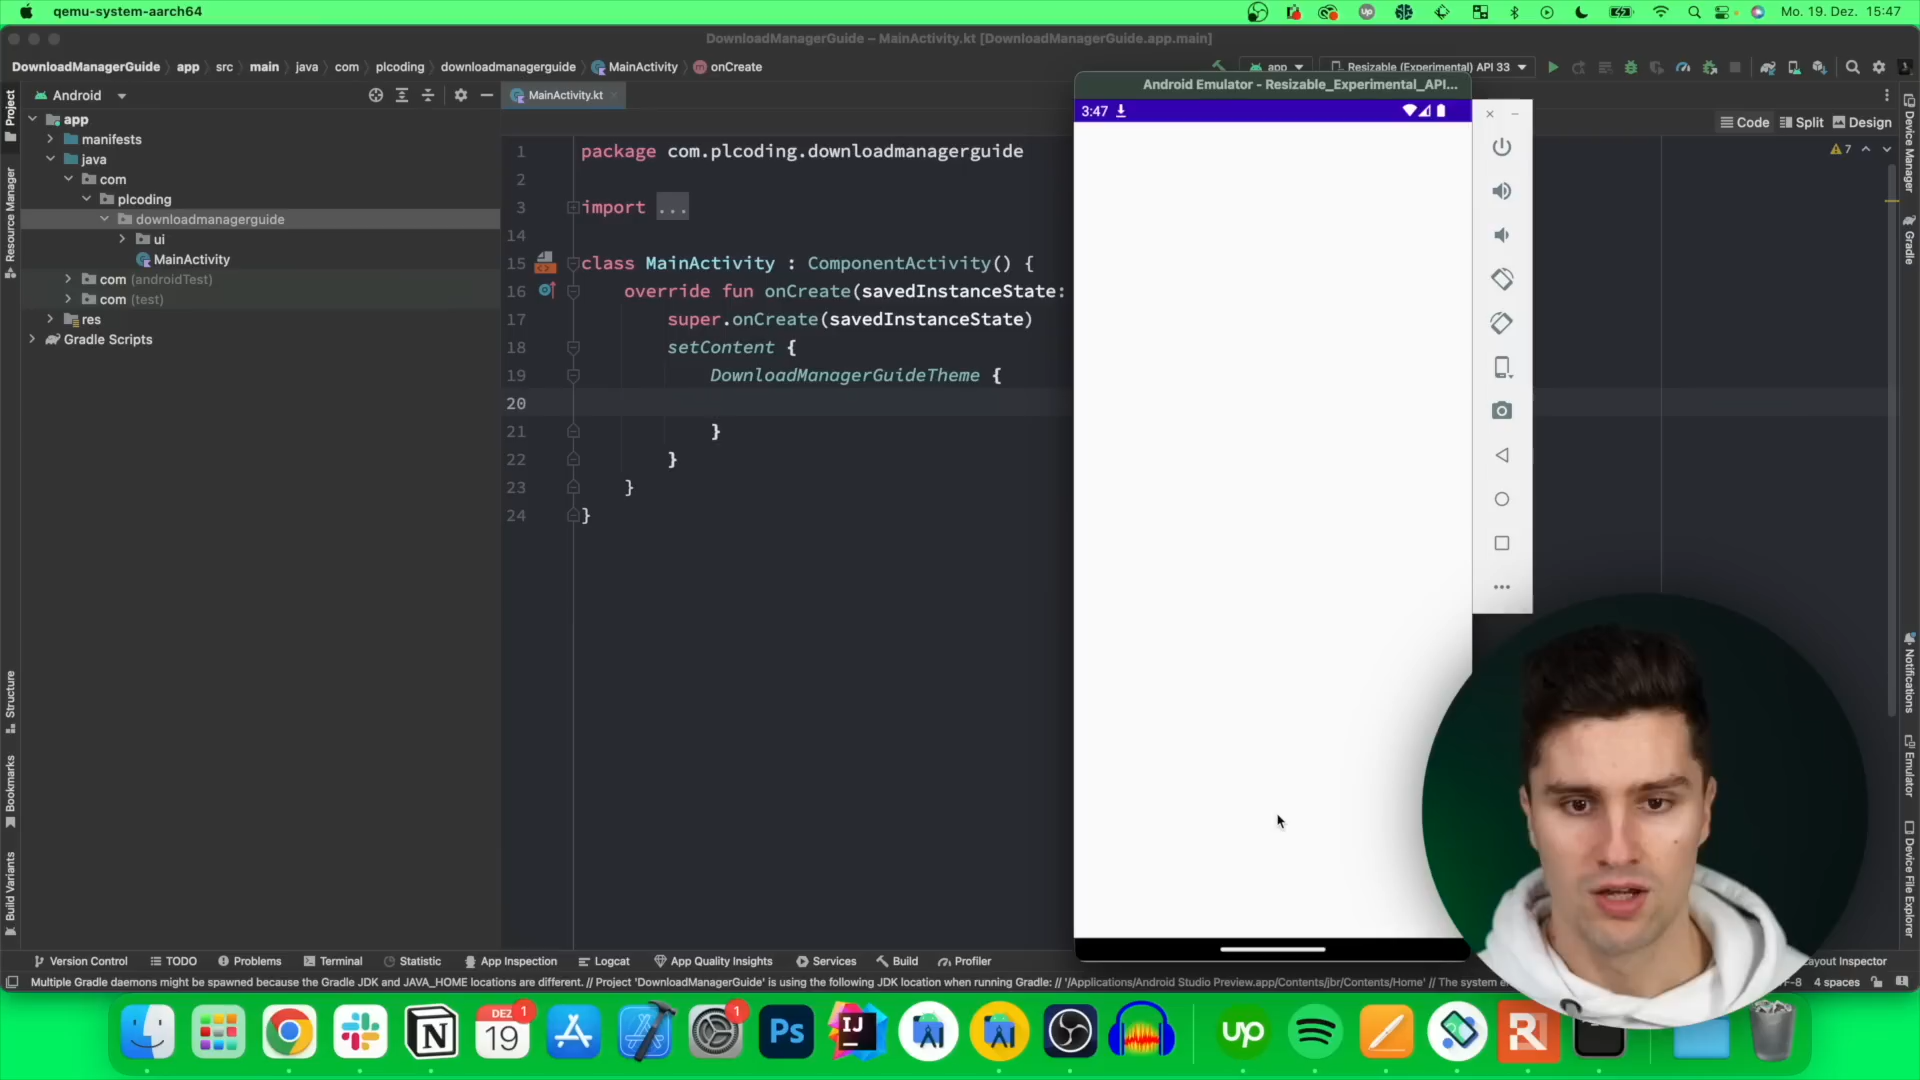 qemu-system-aarch64
Mo. 19. Dez. 15:47
DownloadManagerGuide – MainActivity.kt [DownloadManagerGuide.app.main]
DownloadManagerGuide app src main java com plcoding downloadmanagerguide MainActivity onCreate
app Resizable (Experimental) API 33
Android
MainActivity.kt
Code Split Design
7
Project
Resource Manager
Structure
Bookmarks
Build Variants
app
manifests
java
com
plcoding
downloadmanagerguide
ui
MainActivity
com (androidTest)
com (test)
res
Gradle Scripts
1 package com.plcoding.downloadmanagerguide
2
3 import ...
14
15 class MainActivity : ComponentActivity() {
16 override fun onCreate(savedInstanceState:
17 super.onCreate(savedInstanceState)
18 setContent {
19 DownloadManagerGuideTheme {
20
21 }
22 }
23 }
24 }
Android Emulator - Resizable_Experimental_API...
3:47
Device Manager
Gradle
Notifications
Emulator
Device File Explorer
Version Control TODO Problems Terminal Statistic App Inspection Logcat App Quality Insights Services Build Profiler
Layout Inspector
Multiple Gradle daemons might be spawned because the Gradle JDK and JAVA_HOME locations are different. // Project 'DownloadManagerGuide' is using the following JDK location when running Gradle: // '/Applications/Android Studio Preview.app/Contents/jbr/Contents/Home' // The system
4 spaces
DEZ
19
1
1
Ps
IJ
up